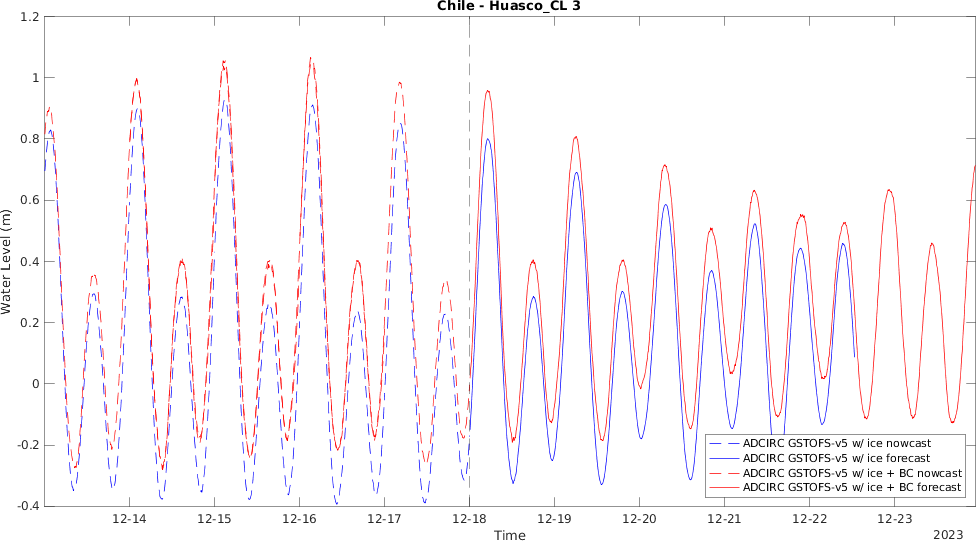 Chile - Huasco_CL 3
1.2
1
0.8
0.6
0.4
0.2
0
-0.2
-0.4
Water Level (m)
ADCIRC GSTOFS-v5 w/ ice nowcast
ADCIRC GSTOFS-v5 w/ ice forecast
ADCIRC GSTOFS-v5 w/ ice + BC nowcast
ADCIRC GSTOFS-v5 w/ ice + BC forecast
12-14 12-15 12-16 12-17 12-18 12-19 12-20 12-21 12-22 12-23
Time
2023